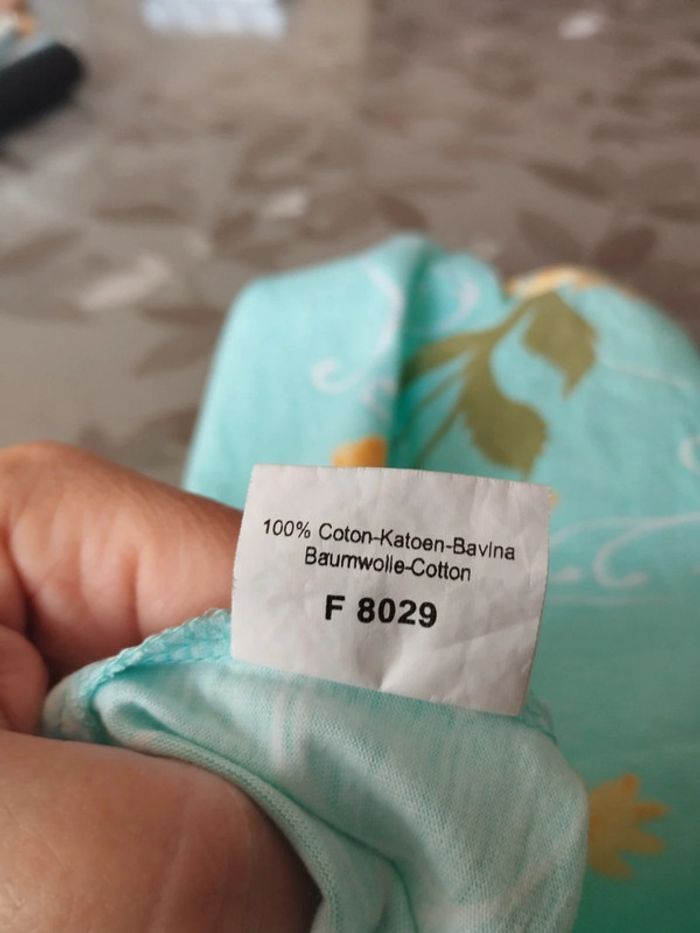 100% Coton-Katoen-Bavlna
Baumwolle-Cotton
F 8029